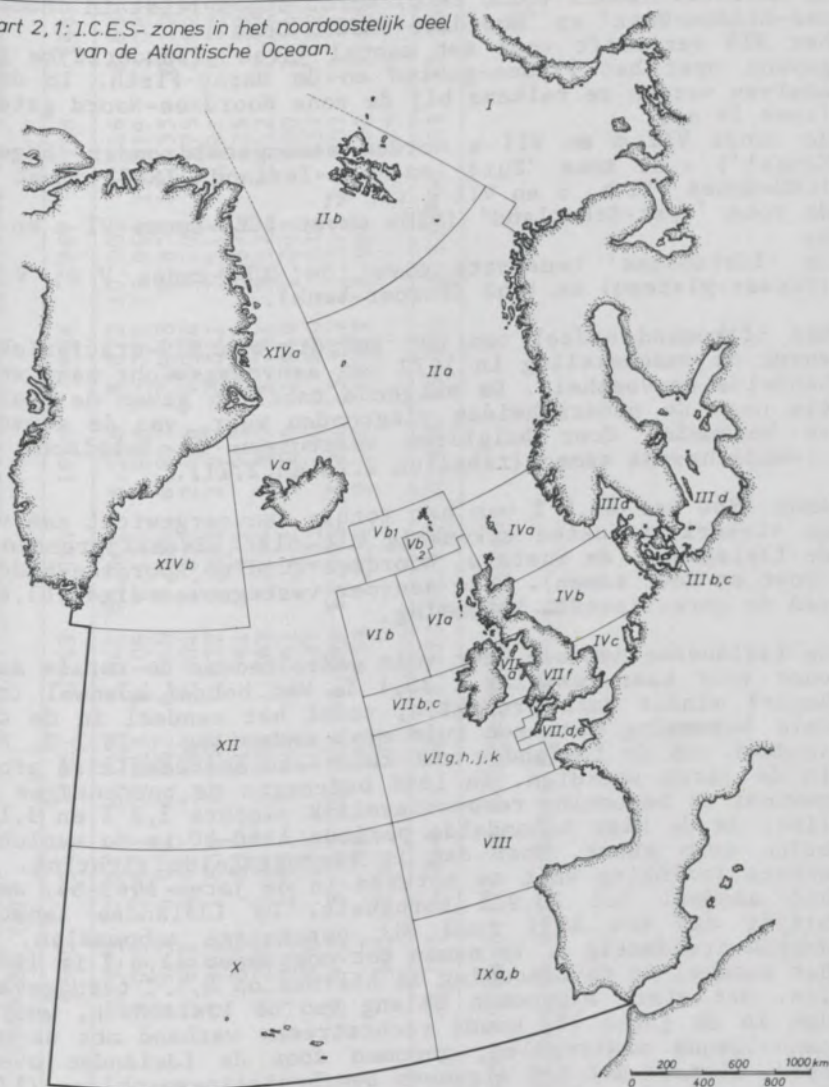 art 2,1: I.C.E.S- zones in het noordoostelijk deel
van de Atlantische Oceaan.
I
II b
XIV a
II a
V a
III a
III d
V b1
V b
2
IV a
III b,c
XIV b
IV b
VI b
VI a
IV c
VII
a
VII f
VII b,c
VII,d,e
XII
VII g,h,j,k
VIII
X
IX a,b
0 200 400 600 800 1000 km